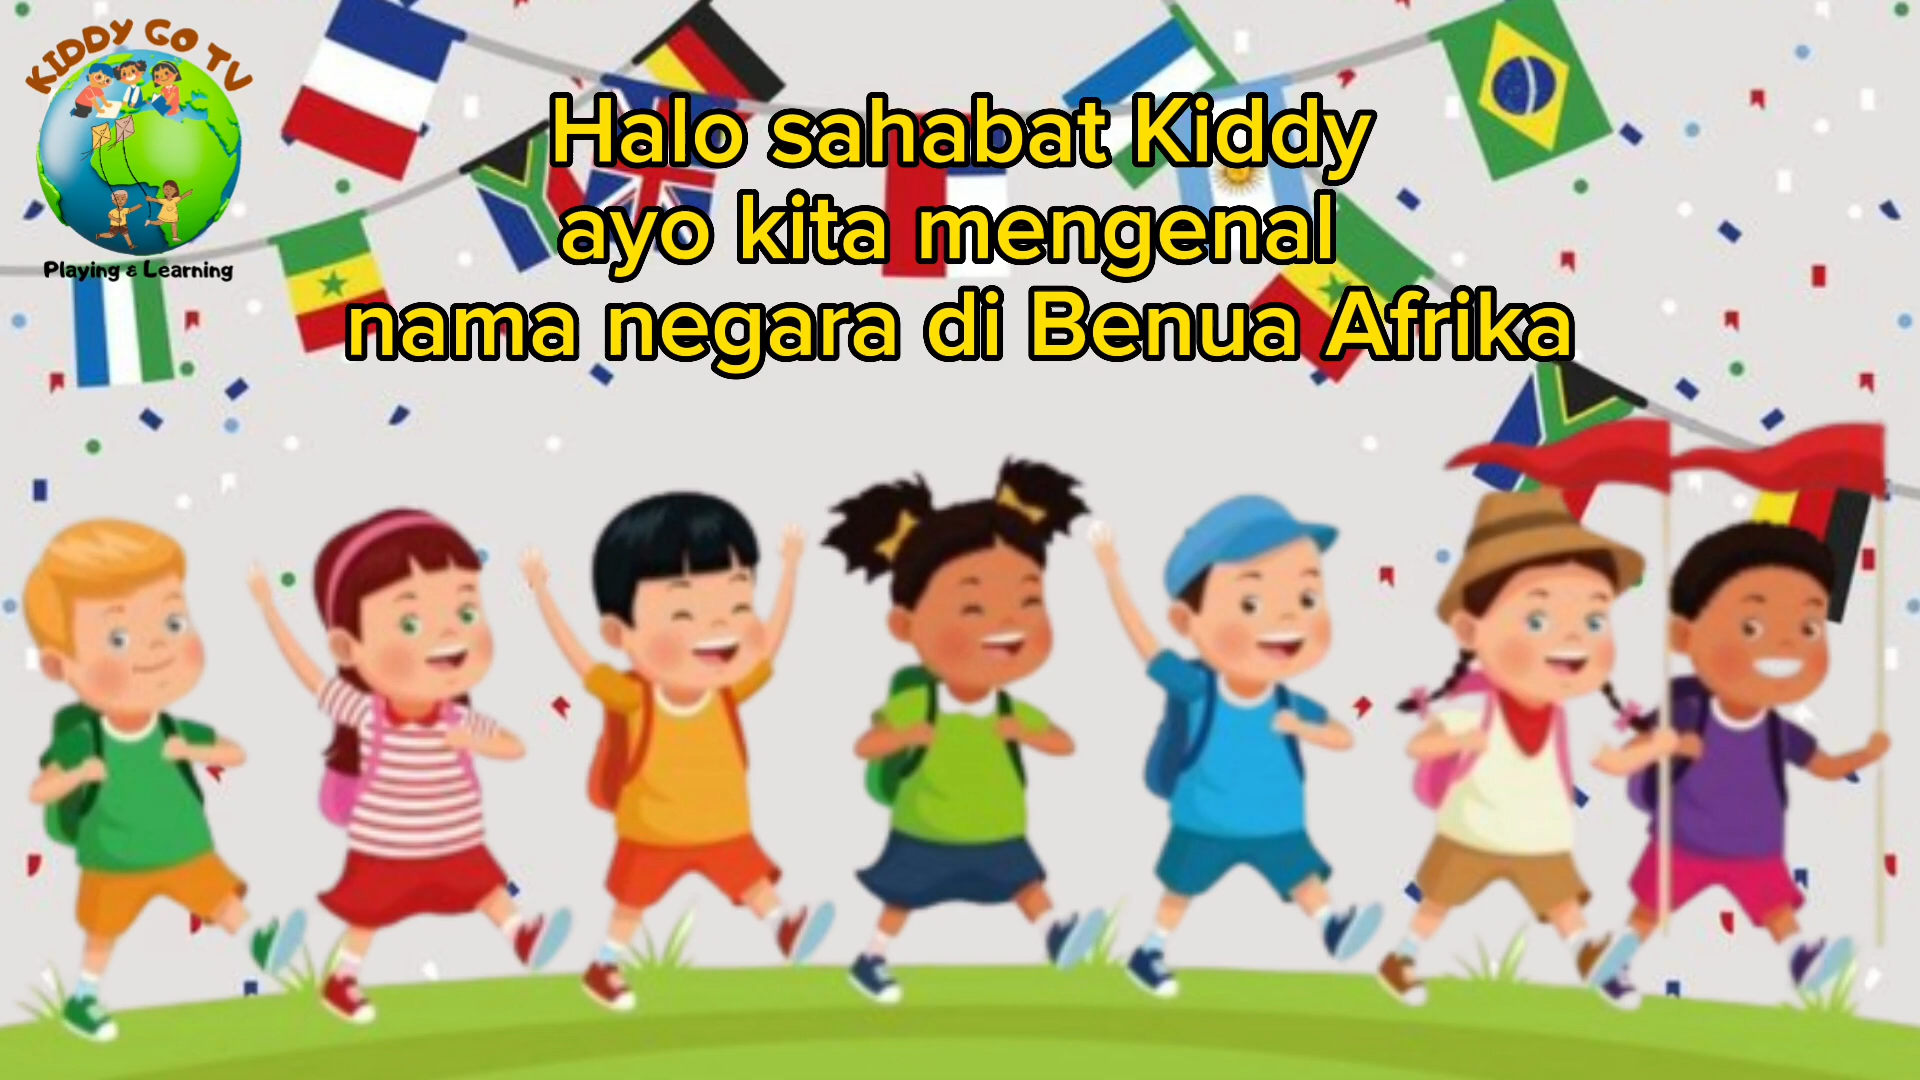 KIDDY GO TV
Playing & Learning
Halo sahabat Kiddy
ayo kita mengenal
nama negara di Benua Afrika